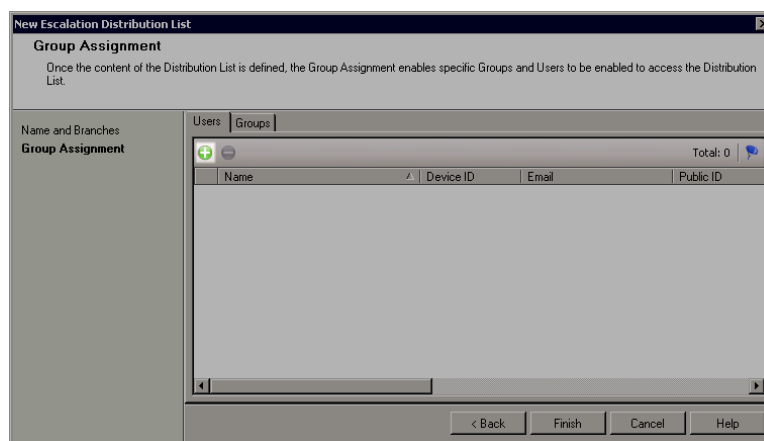 New Escalation Distribution List
Group Assignment
Once the content of the Distribution List is defined, the Group Assignment enables specific Groups and Users to be enabled to access the Distribution
List.
Name and Branches
Group Assignment
Users Groups
Total: 0
Name Device ID Email Public ID
< Back Finish Cancel Help